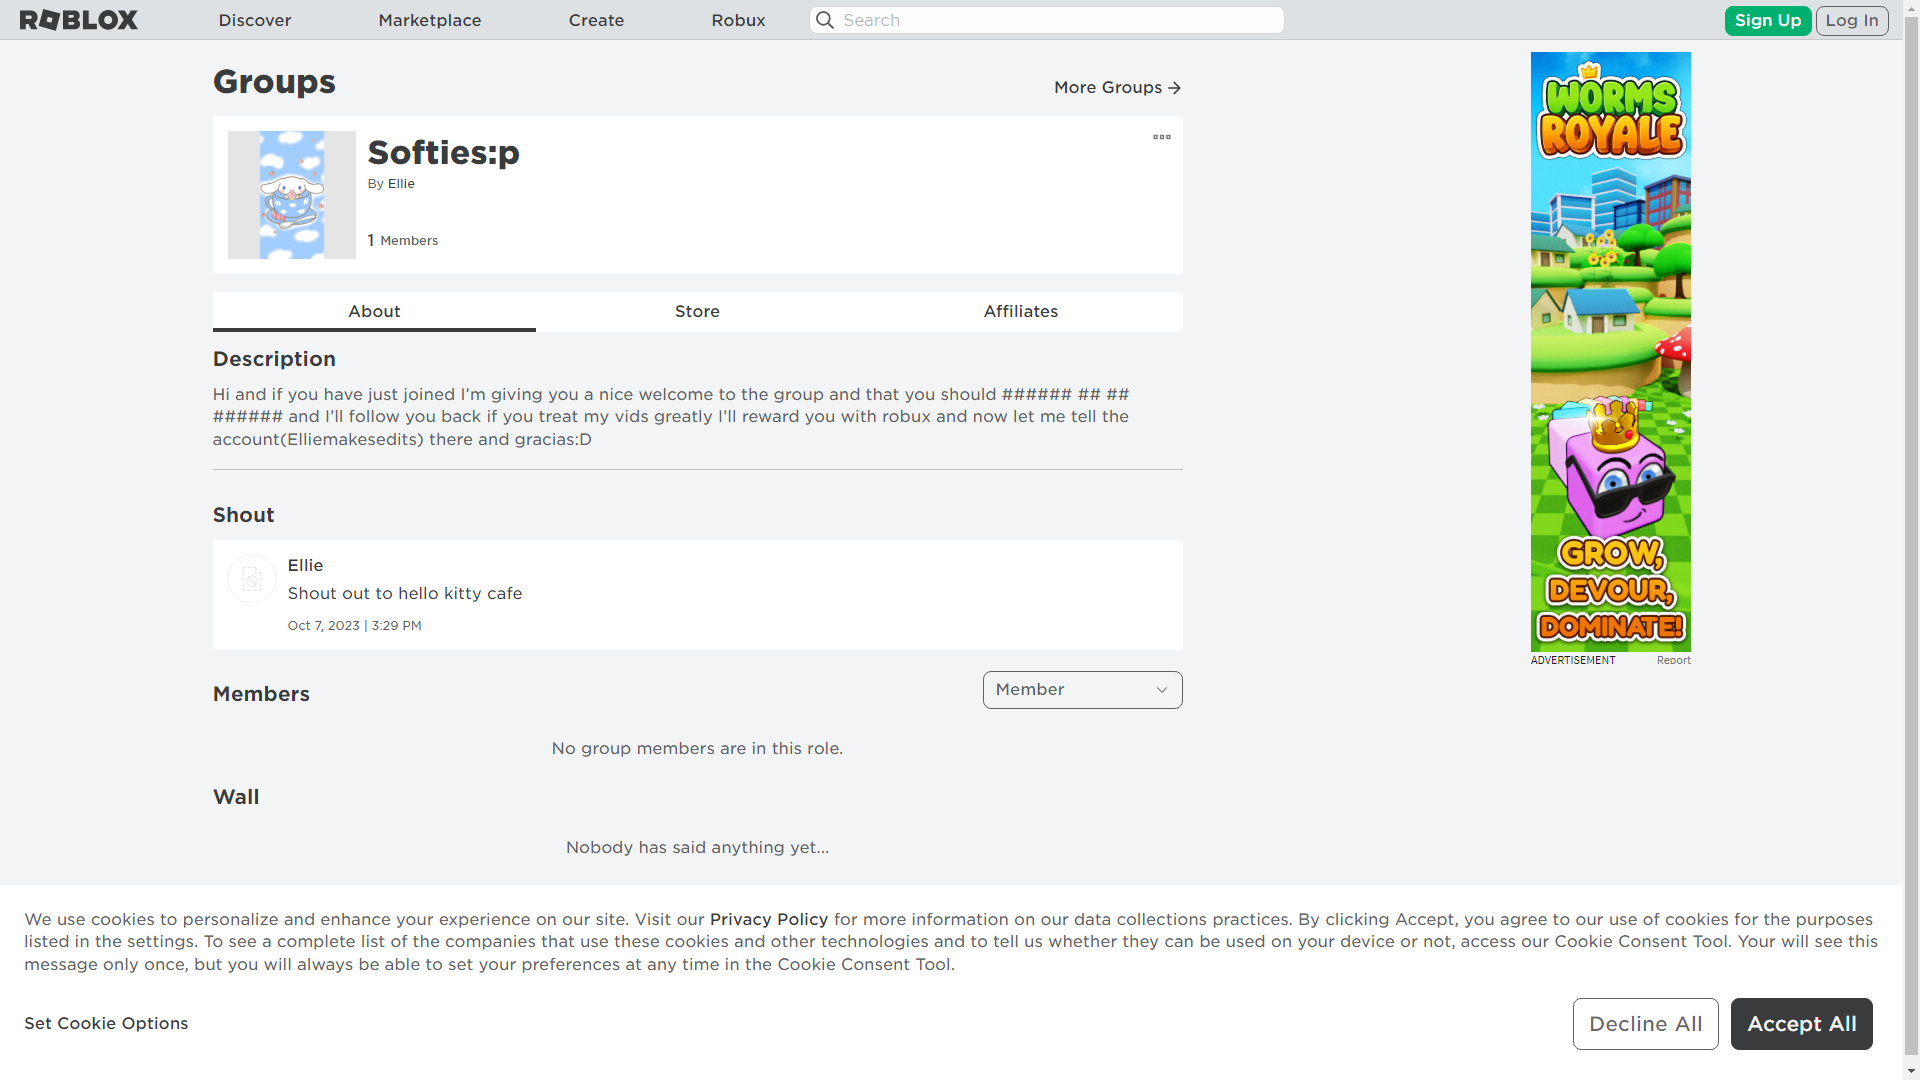 ROBLOX Discover Marketplace Create Robux Search Sign Up Log In
Groups
More Groups
Softies:p
By Ellie
1 Members
About Store Affiliates
Description
Hi and if you have just joined I’m giving you a nice welcome to the group and that you should ###### ## ##
###### and I’ll follow you back if you treat my vids greatly I’ll reward you with robux and now let me tell the
account(Elliemakesedits) there and gracias:D
Shout
Ellie
Shout out to hello kitty cafe
Oct 7, 2023 | 3:29 PM
Members
Member
No group members are in this role.
Wall
Nobody has said anything yet...
WORMS
ROYALE
GROW,
DEVOUR,
DOMINATE!
ADVERTISEMENT Report
We use cookies to personalize and enhance your experience on our site. Visit our Privacy Policy for more information on our data collections practices. By clicking Accept, you agree to our use of cookies for the purposes
listed in the settings. To see a complete list of the companies that use these cookies and other technologies and to tell us whether they can be used on your device or not, access our Cookie Consent Tool. Your will see this
message only once, but you will always be able to set your preferences at any time in the Cookie Consent Tool.
Set Cookie Options
Decline All
Accept All